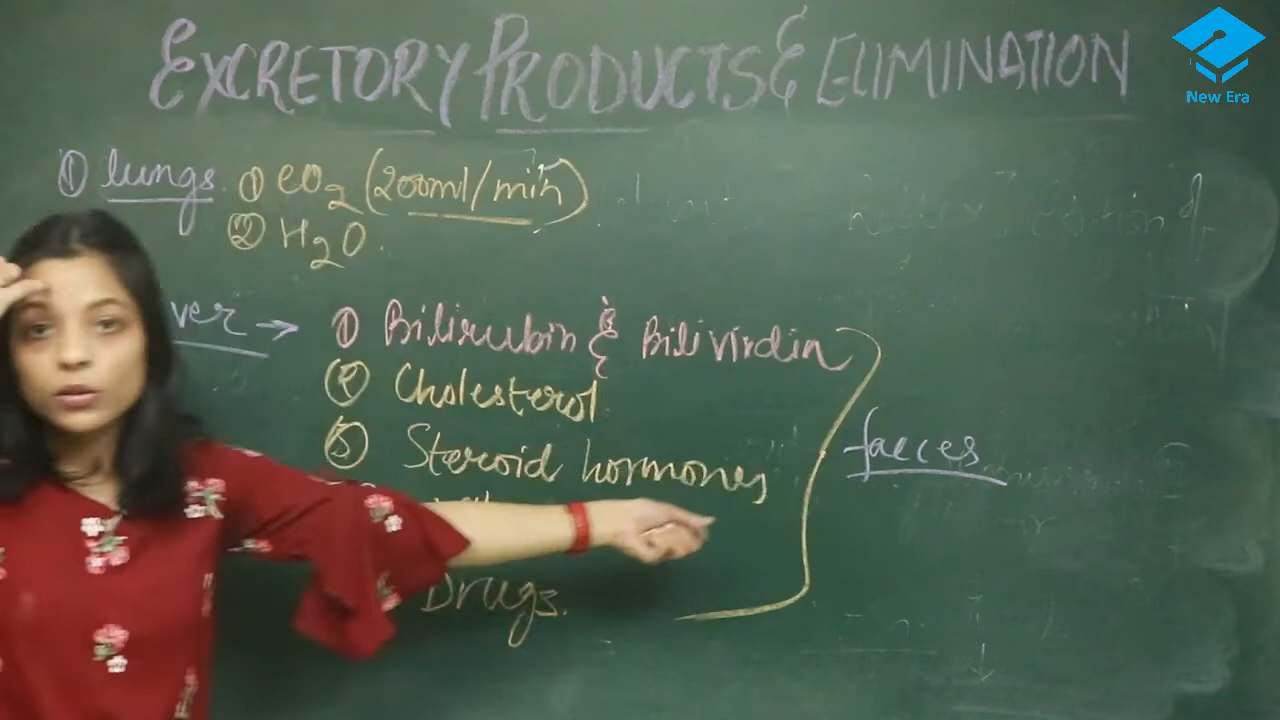 EXCRETORY PRODUCTS & ELIMINATION
New Era
① lungs. ① CO2 (200ml/min)
② H2O.
ver → ① Bilirubin & Bilivirdin
② Cholesterol
③ Steroid hormones
faeces
Drugs.